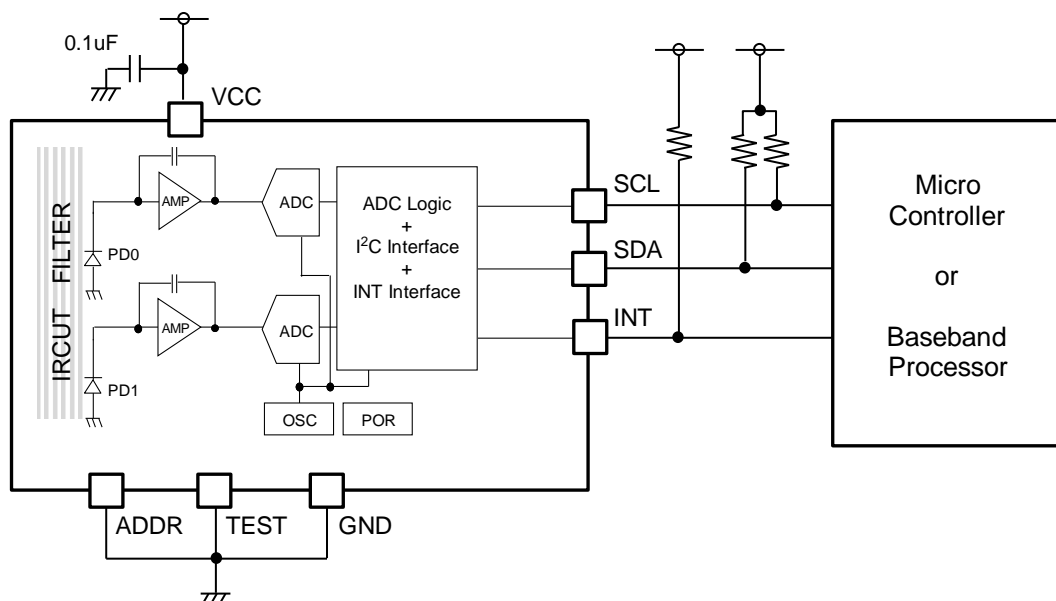 0.1uF
VCC
IRCUT FILTER
AMP
ADC
PD0
AMP
ADC
PD1
ADC Logic
+
I²C Interface
+
INT Interface
OSC
POR
SCL
SDA
INT
Micro
Controller
or
Baseband
Processor
ADDR
TEST
GND